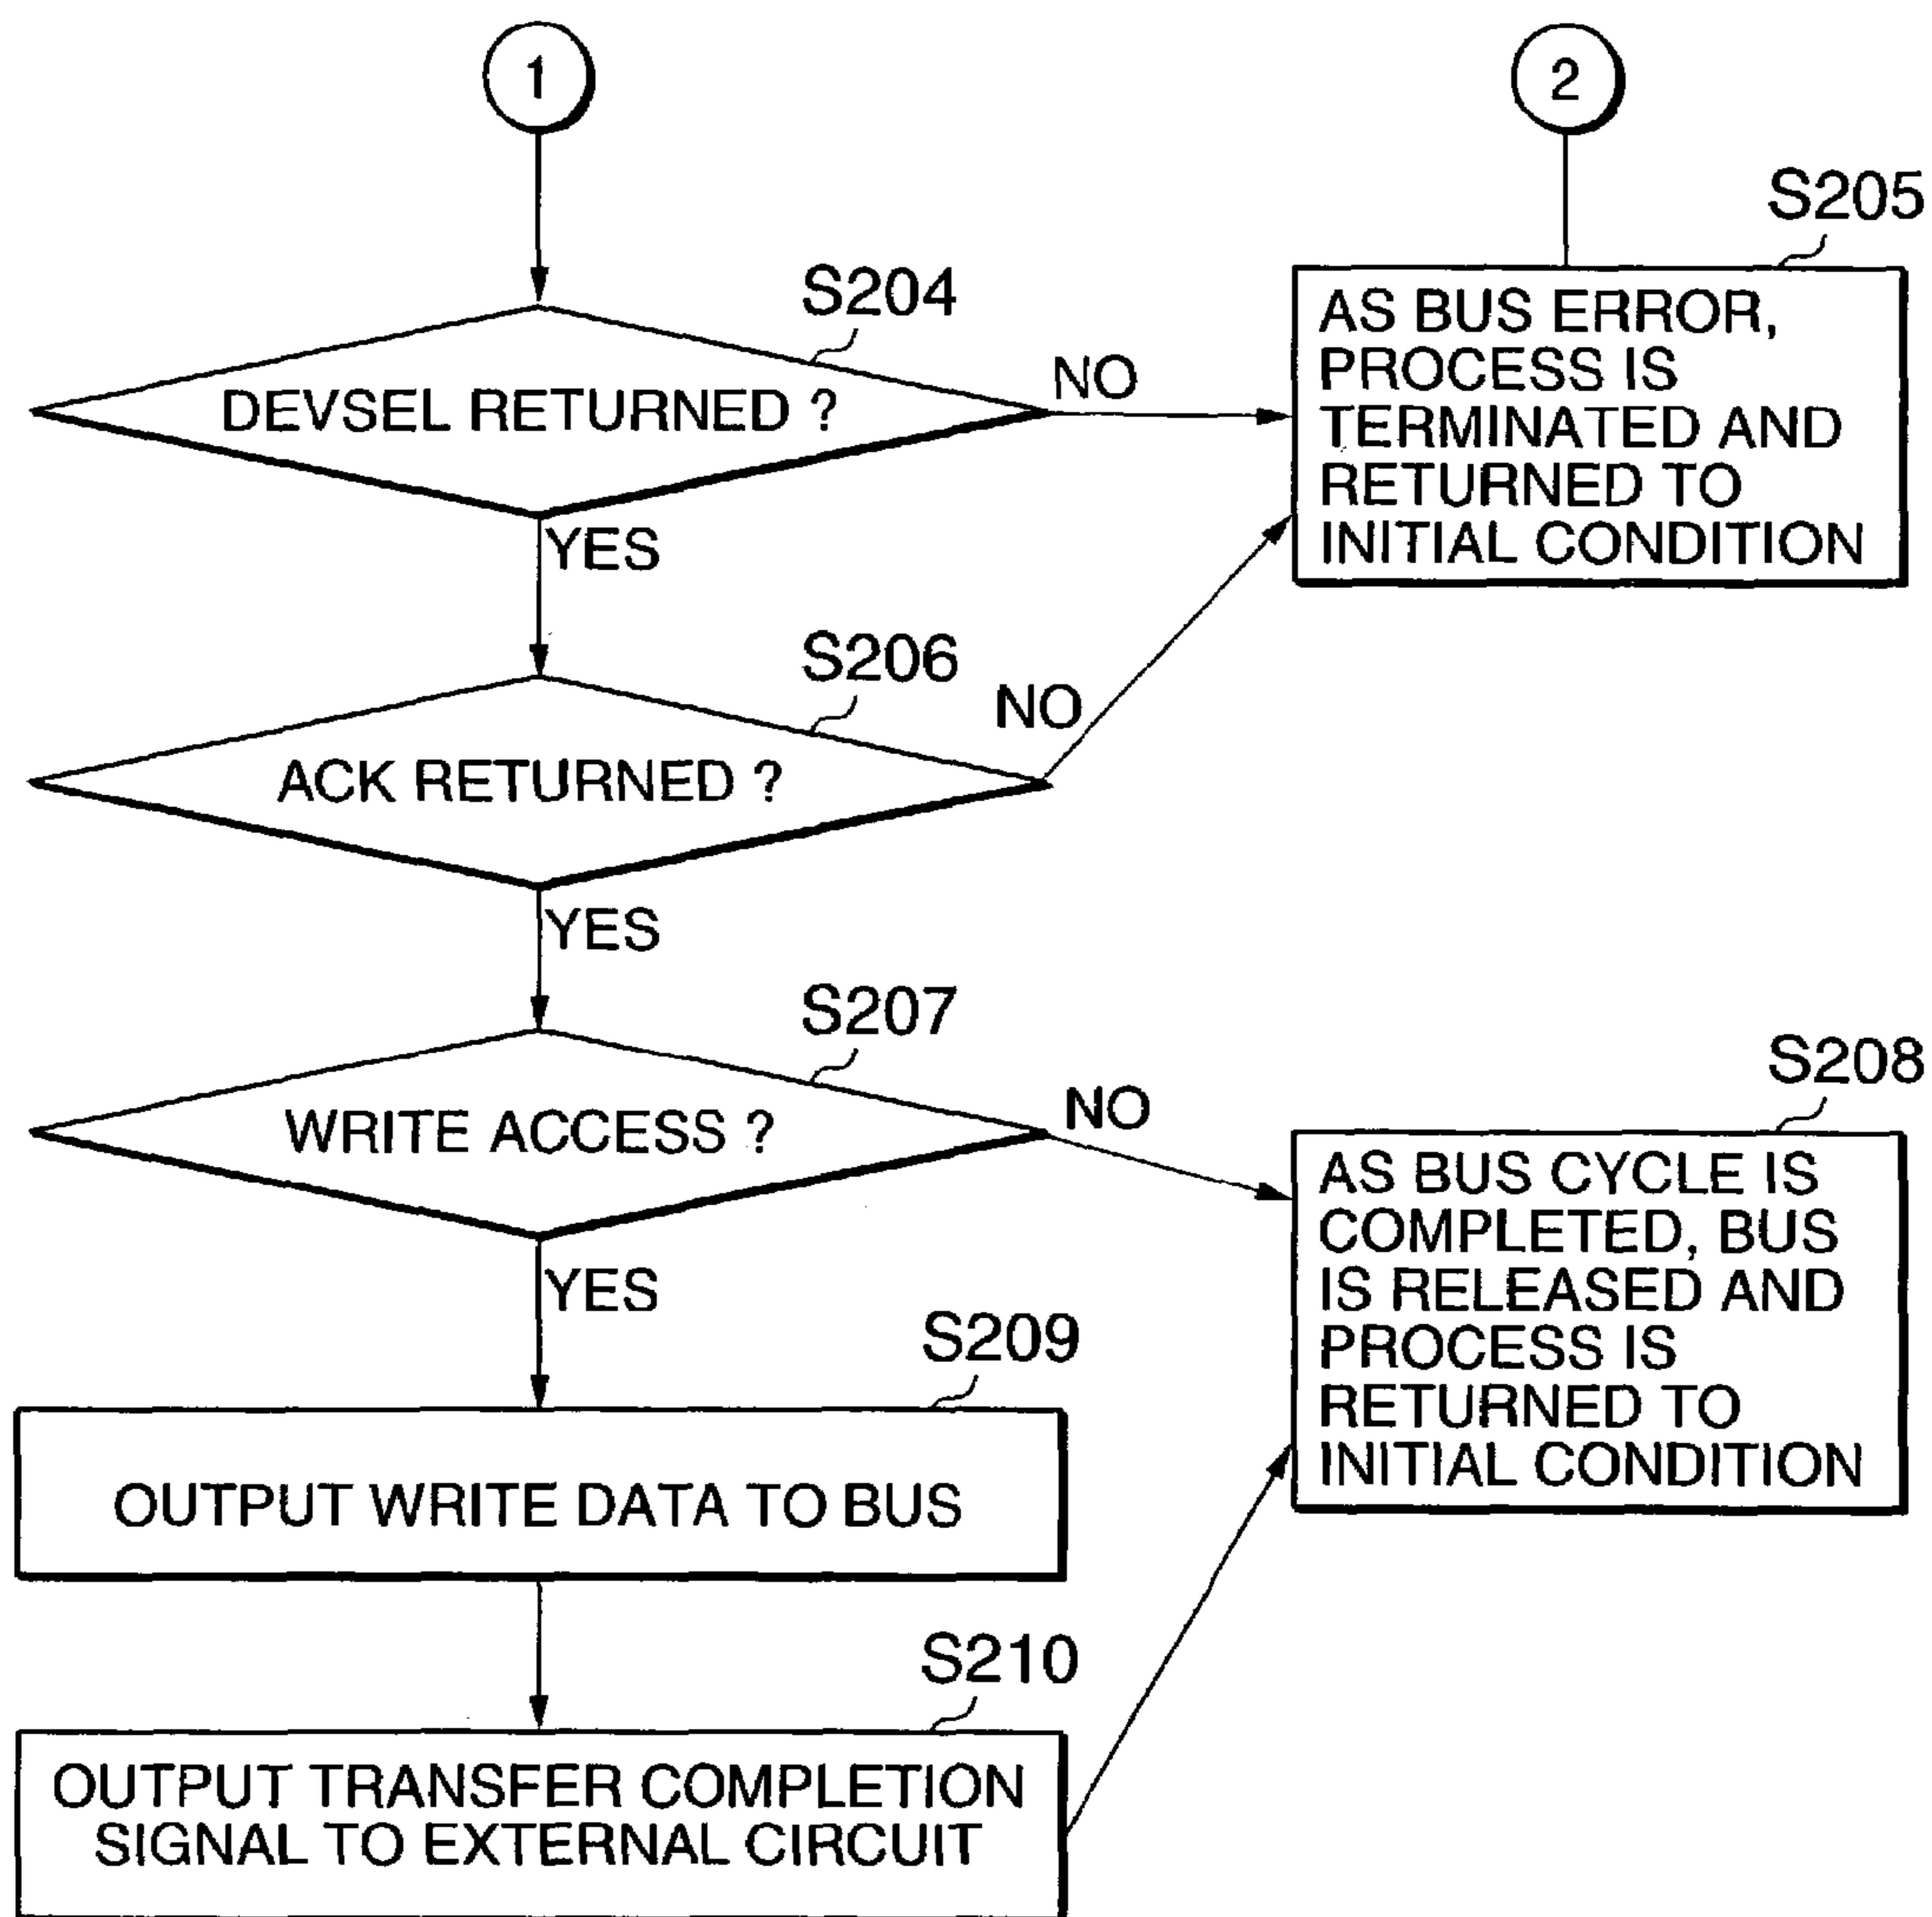 1
2
S205
AS BUS ERROR,
PROCESS IS
TERMINATED AND
RETURNED TO
INITIAL CONDITION
S204
DEVSEL RETURNED ?
NO
YES
S206
ACK RETURNED ?
NO
YES
S207
WRITE ACCESS ?
NO
YES
S208
AS BUS CYCLE IS
COMPLETED, BUS
IS RELEASED AND
PROCESS IS
RETURNED TO
INITIAL CONDITION
S209
OUTPUT WRITE DATA TO BUS
S210
OUTPUT TRANSFER COMPLETION
SIGNAL TO EXTERNAL CIRCUIT